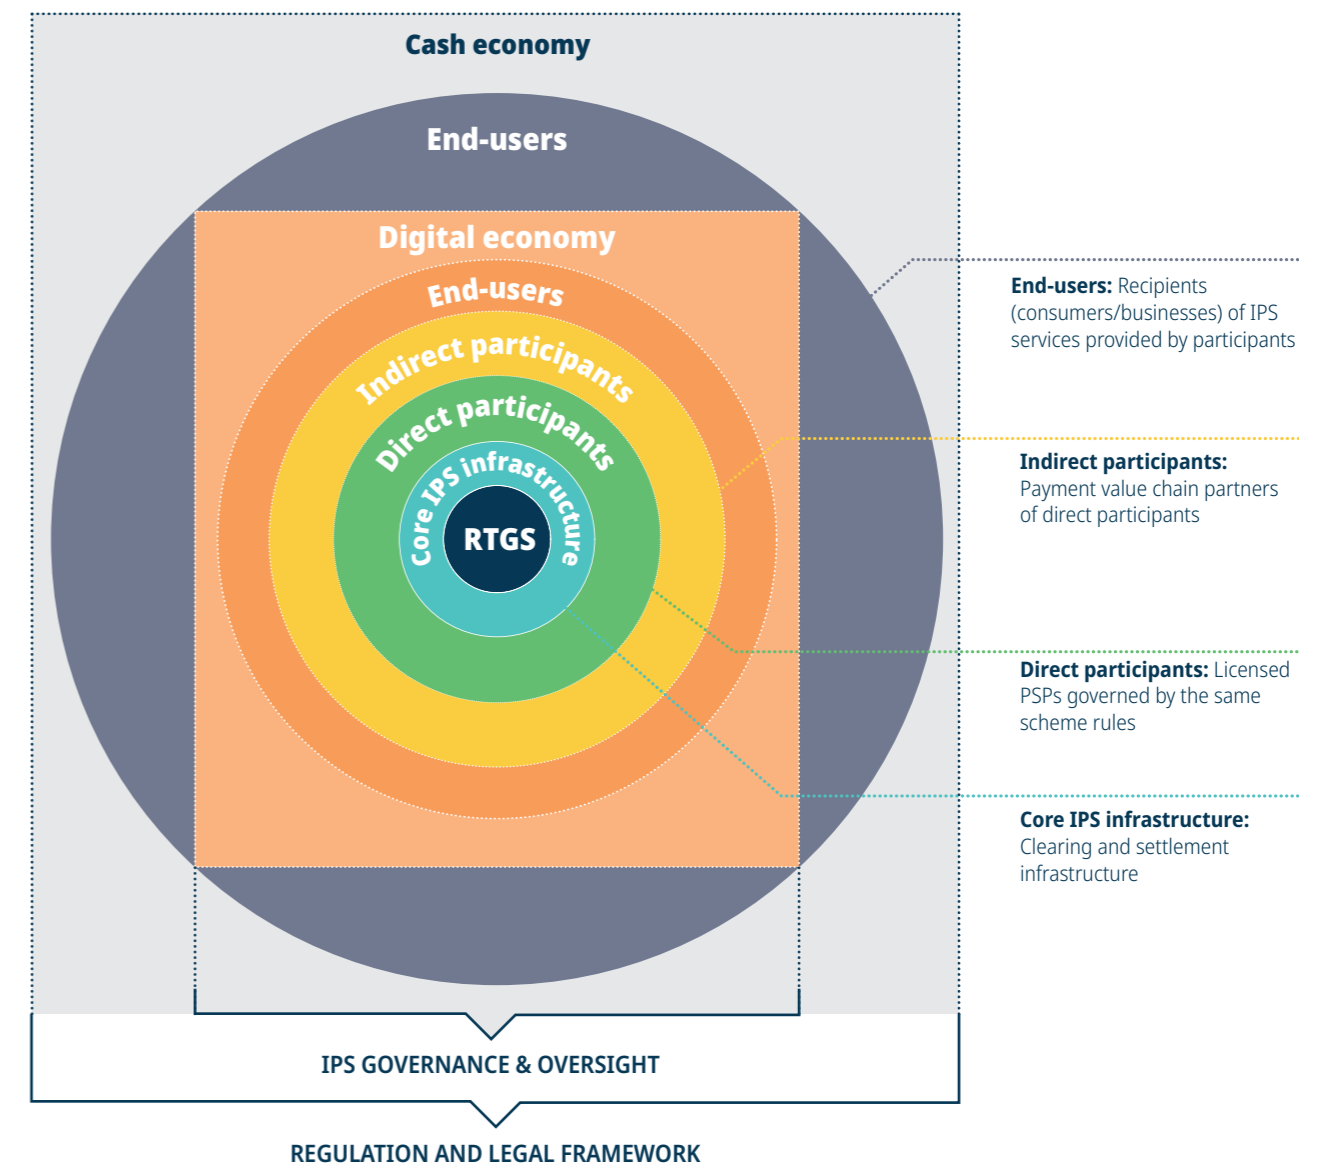 Cash economy
End-users
Digital economy
End-users
Indirect participants
Direct participants
Core IPS infrastructure
RTGS
End-users: Recipients
(consumers/businesses) of IPS
services provided by participants
Indirect participants:
Payment value chain partners
of direct participants
Direct participants: Licensed
PSPs governed by the same
scheme rules
Core IPS infrastructure:
Clearing and settlement
infrastructure
IPS GOVERNANCE & OVERSIGHT
REGULATION AND LEGAL FRAMEWORK